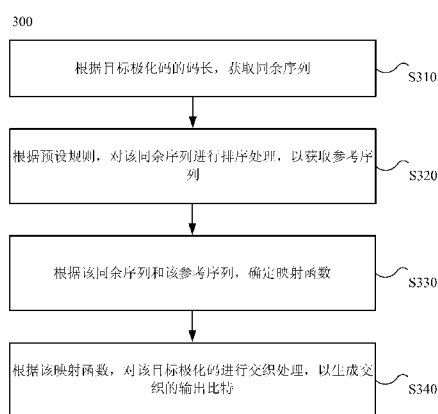 300
根据目标极化码的码长，获取同余序列
S310
根据预设规则，对该同余序列进行排序处理，以获取参考序
列
S320
根据该同余序列和该参考序列，确定映射函数
S330
根据该映射函数，对该目标极化码进行交织处理，以生成交
织的输出比特
S340